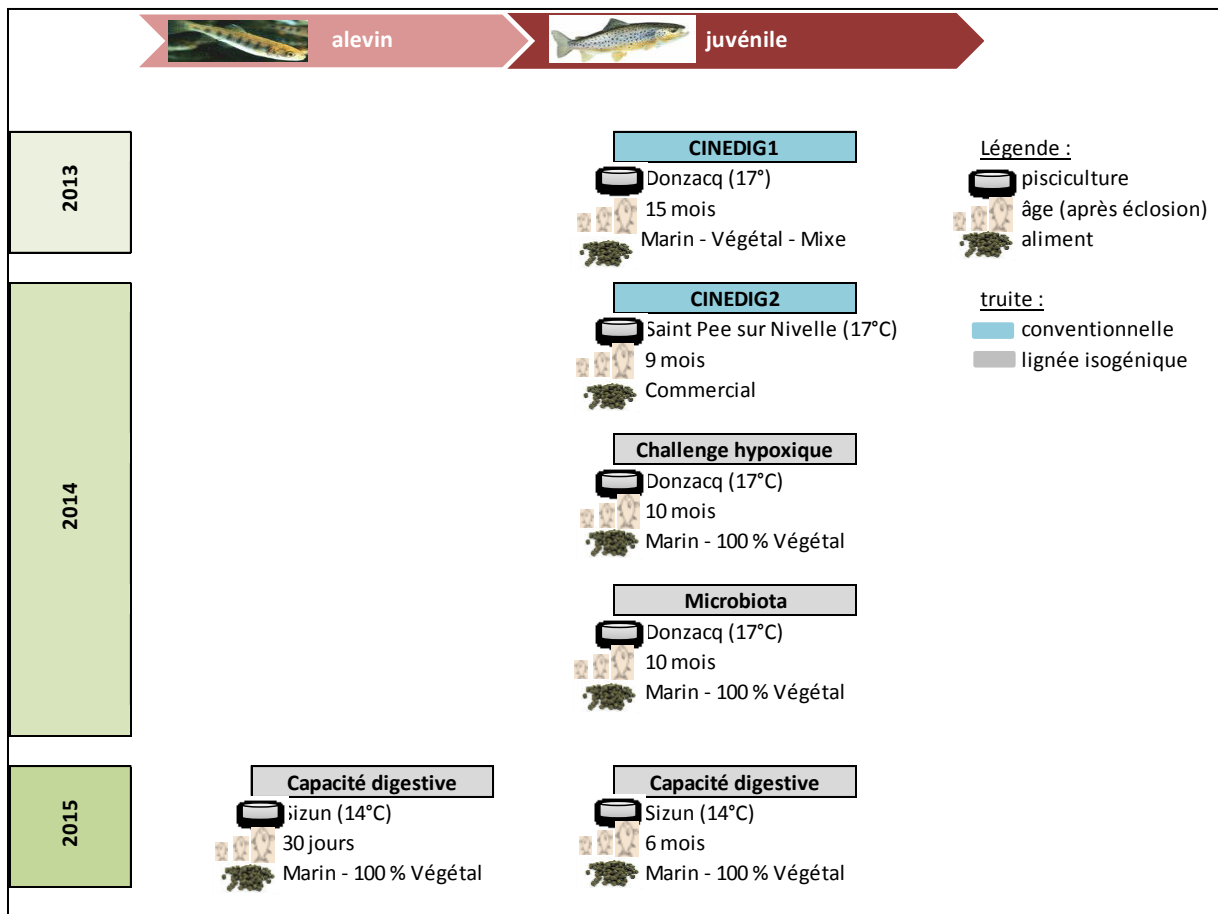 alevin
juvénile
2013
CINEDIG1
Donzacq (17°)
15 mois
Marin - Végétal - Mixe
Légende :
pisciculture
âge (après éclosion)
aliment
truite :
conventionnelle
lignée isogénique
2014
CINEDIG2
Saint Pee sur Nivelle (17°C)
9 mois
Commercial
Challenge hypoxique
Donzacq (17°C)
10 mois
Marin - 100 % Végétal
Microbiota
Donzacq (17°C)
10 mois
Marin - 100 % Végétal
2015
Capacité digestive
Sizun (14°C)
30 jours
Marin - 100 % Végétal
Capacité digestive
Sizun (14°C)
6 mois
Marin - 100 % Végétal